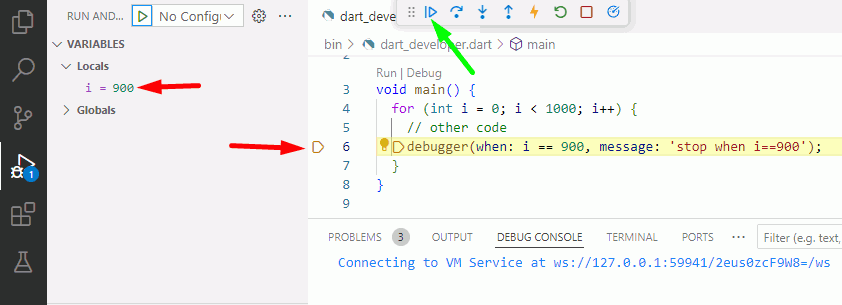 RUN AND...
No Configu
VARIABLES
Locals
i = 900
Globals
1
dart_deve
bin > dart_developer.dart > main
2
Run | Debug
3 void main() {
4 for (int i = 0; i < 1000; i++) {
5 // other code
6 debugger(when: i == 900, message: 'stop when i==900');
7 }
8 }
9
PROBLEMS 3 OUTPUT DEBUG CONSOLE TERMINAL PORTS ... Filter (e.g. text,
Connecting to VM Service at ws://127.0.0.1:59941/2eus0zcF9W8=/ws